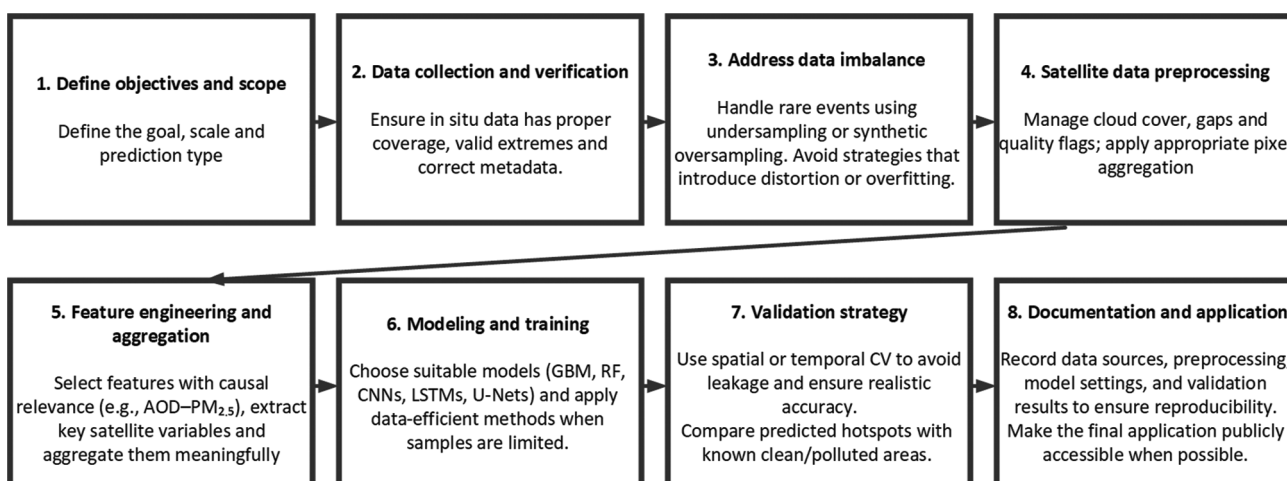 1. Define objectives and scope
Define the goal, scale and
prediction type
2. Data collection and verification
Ensure in situ data has proper
coverage, valid extremes and
correct metadata.
3. Address data imbalance
Handle rare events using
undersampling or synthetic
oversampling. Avoid strategies that
introduce distortion or overfitting.
4. Satellite data preprocessing
Manage cloud cover, gaps and
quality flags; apply appropriate pixel
aggregation
5. Feature engineering and
aggregation
Select features with causal
relevance (e.g., AOD–PM₂.₅), extract
key satellite variables and
aggregate them meaningfully
6. Modeling and training
Choose suitable models (GBM, RF,
CNNs, LSTMs, U-Nets) and apply
data-efficient methods when
samples are limited.
7. Validation strategy
Use spatial or temporal CV to avoid
leakage and ensure realistic
accuracy.
Compare predicted hotspots with
known clean/polluted areas.
8. Documentation and application
Record data sources, preprocessing,
model settings, and validation
results to ensure reproducibility.
Make the final application publicly
accessible when possible.